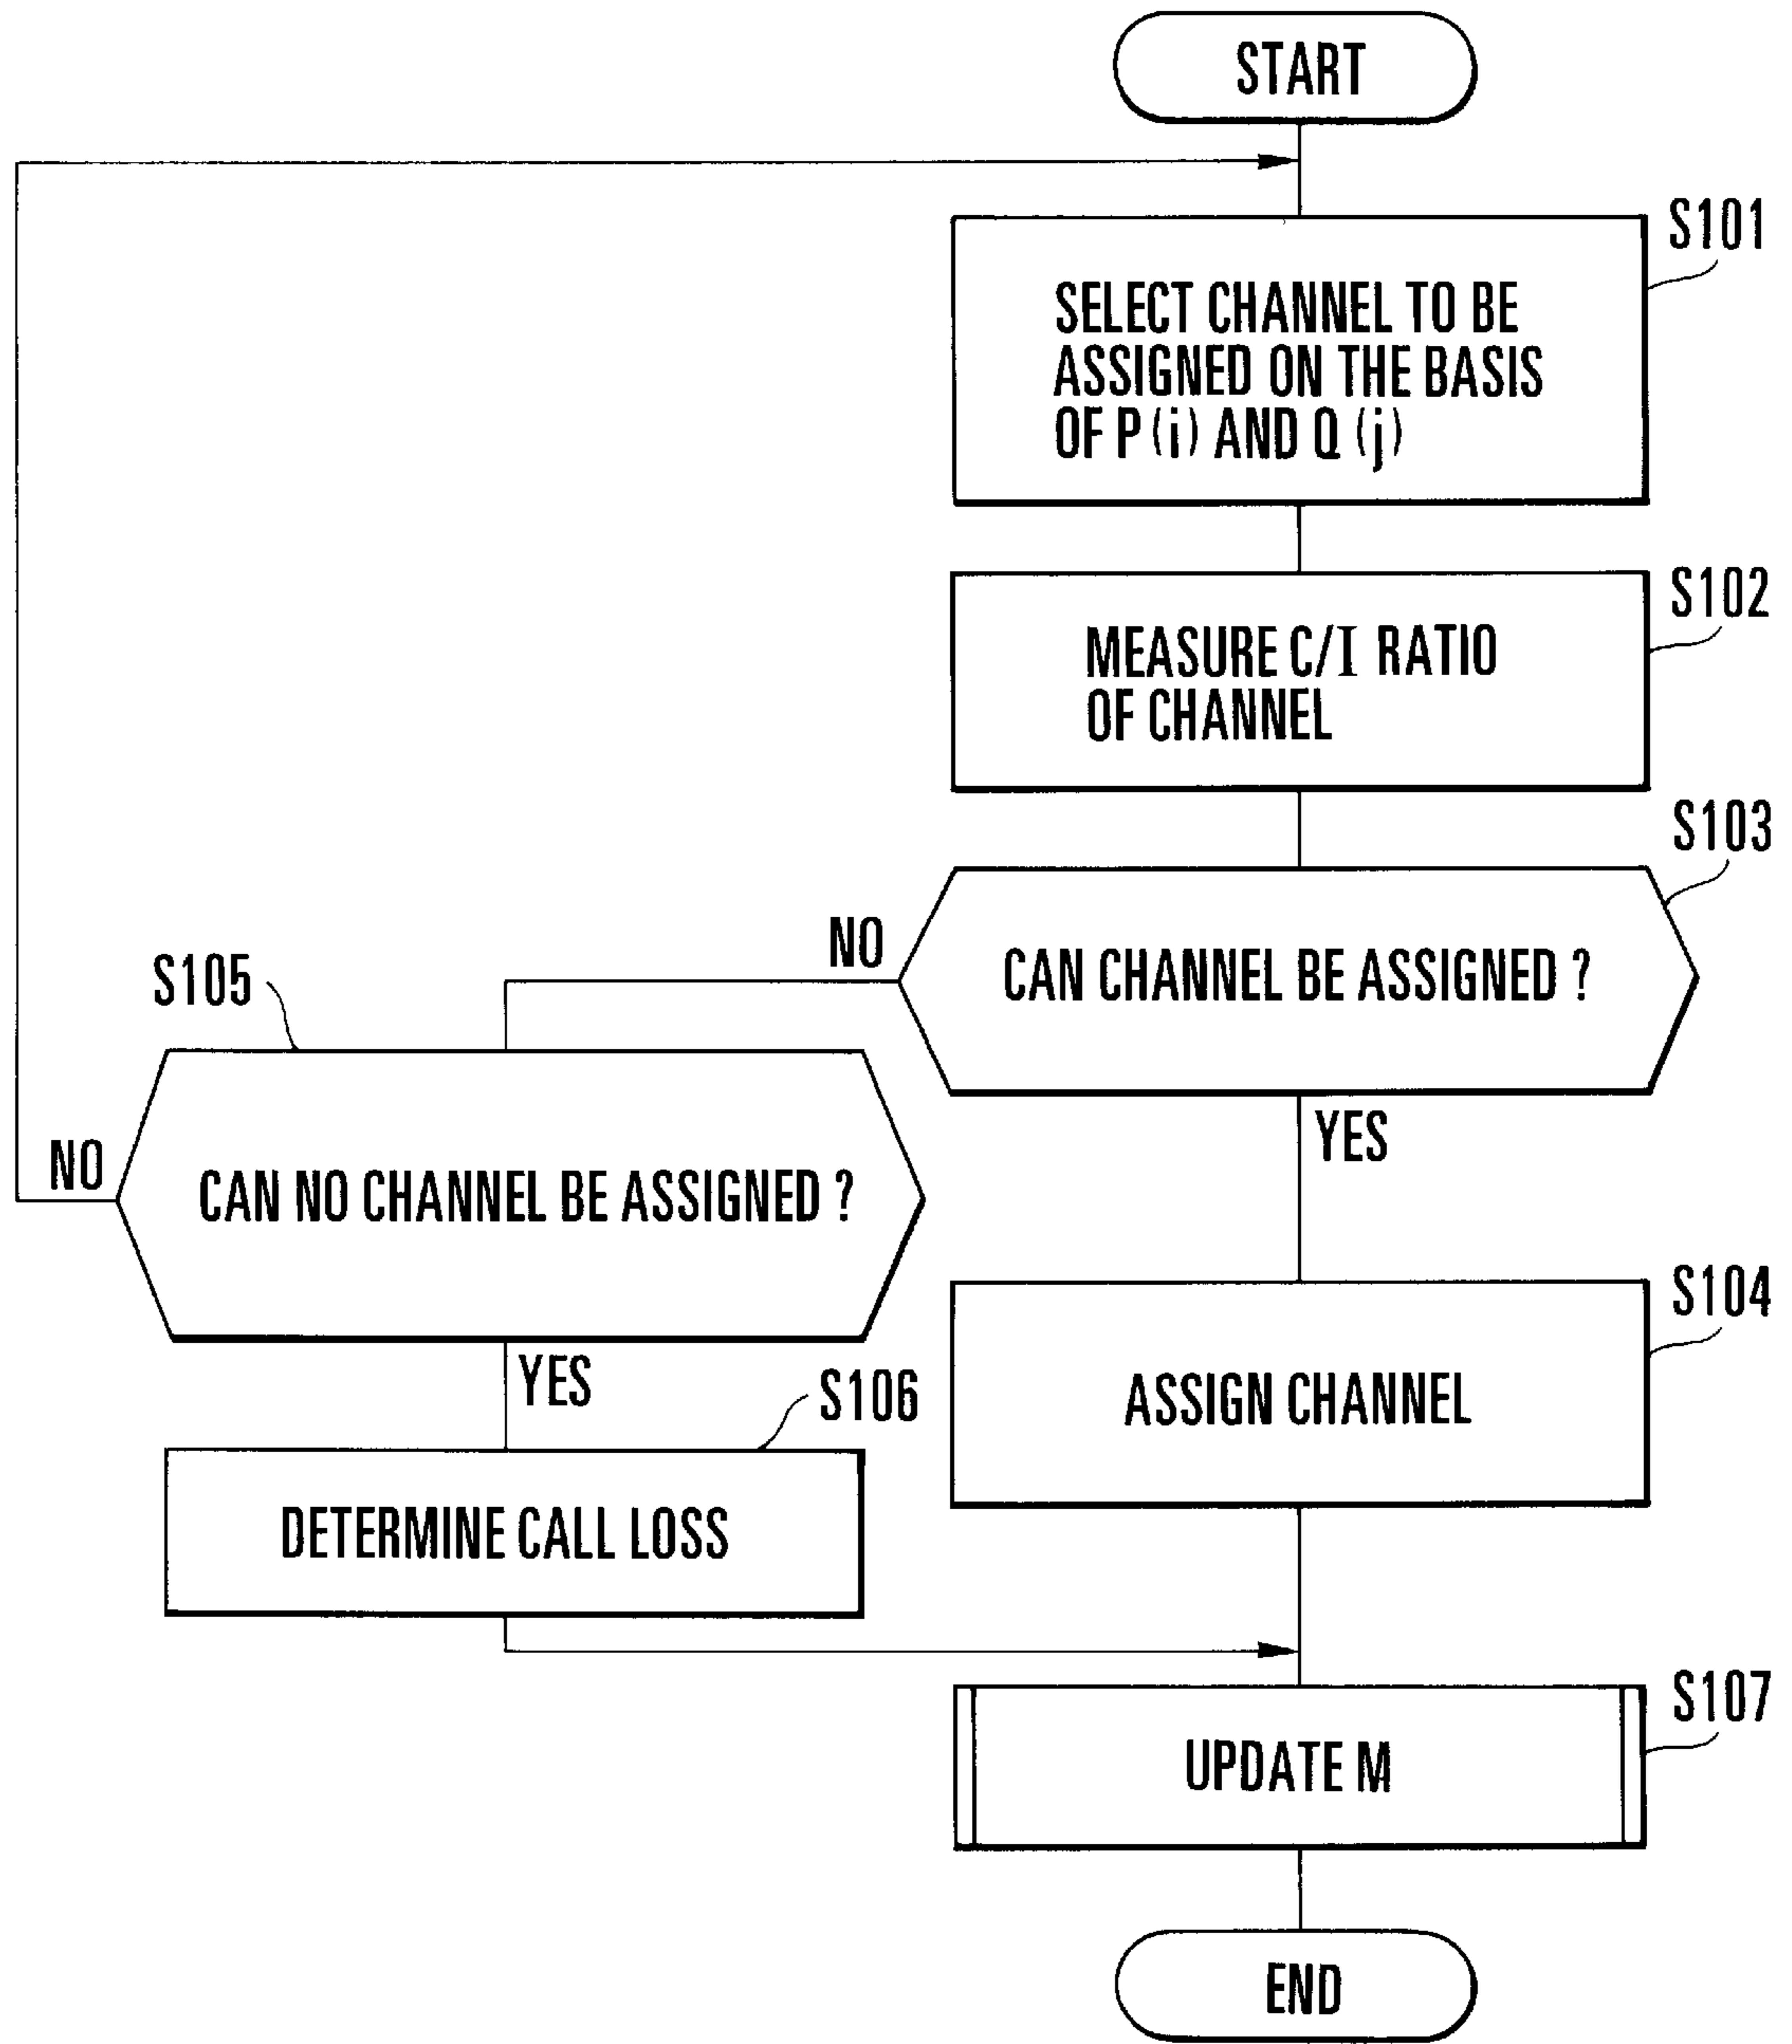 START
S101
SELECT CHANNEL TO BE
ASSIGNED ON THE BASIS
OF P(i) AND Q(j)
S102
MEASURE C/I RATIO
OF CHANNEL
S103
CAN CHANNEL BE ASSIGNED ?
NO
YES
S105
CAN NO CHANNEL BE ASSIGNED ?
NO
YES
S104
ASSIGN CHANNEL
S106
DETERMINE CALL LOSS
S107
UPDATE M
END